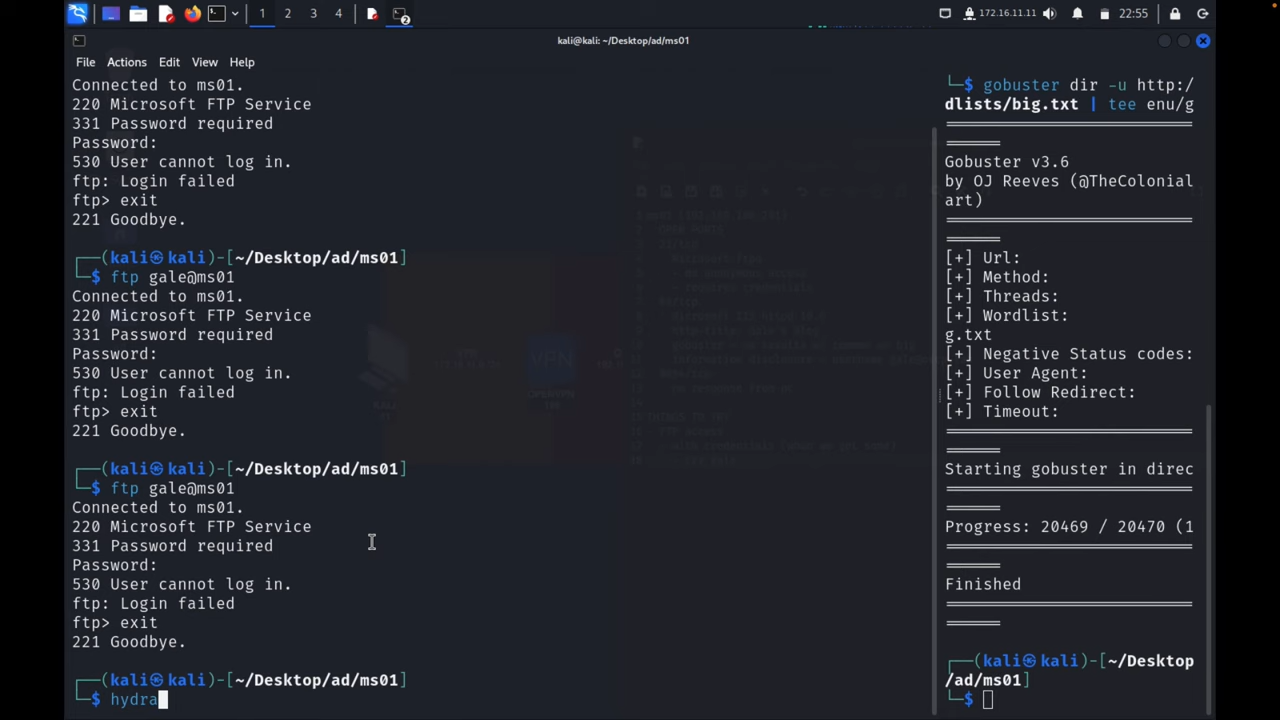 1 2 3 4 2 172.16.11.11 22:55
kali@kali: ~/Desktop/ad/ms01
File Actions Edit View Help
Connected to ms01.
220 Microsoft FTP Service
331 Password required
Password:
530 User cannot log in.
ftp: Login failed
ftp> exit
221 Goodbye.
┌──(kali㉿kali)-[~/Desktop/ad/ms01]
└─$ ftp gale@ms01
Connected to ms01.
220 Microsoft FTP Service
331 Password required
Password:
530 User cannot log in.
ftp: Login failed
ftp> exit
221 Goodbye.
┌──(kali㉿kali)-[~/Desktop/ad/ms01]
└─$ ftp gale@ms01
Connected to ms01.
220 Microsoft FTP Service
331 Password required
Password:
530 User cannot log in.
ftp: Login failed
ftp> exit
221 Goodbye.
┌──(kali㉿kali)-[~/Desktop/ad/ms01]
└─$ hydra
└─$ gobuster dir -u http:/
dlists/big.txt | tee enu/g
Gobuster v3.6
by OJ Reeves (@TheColonial
art)
[+] Url:
[+] Method:
[+] Threads:
[+] Wordlist:
g.txt
[+] Negative Status codes:
[+] User Agent:
[+] Follow Redirect:
[+] Timeout:
Starting gobuster in direc
Progress: 20469 / 20470 (1
Finished
┌──(kali㉿kali)-[~/Desktop
/ad/ms01]
└─$